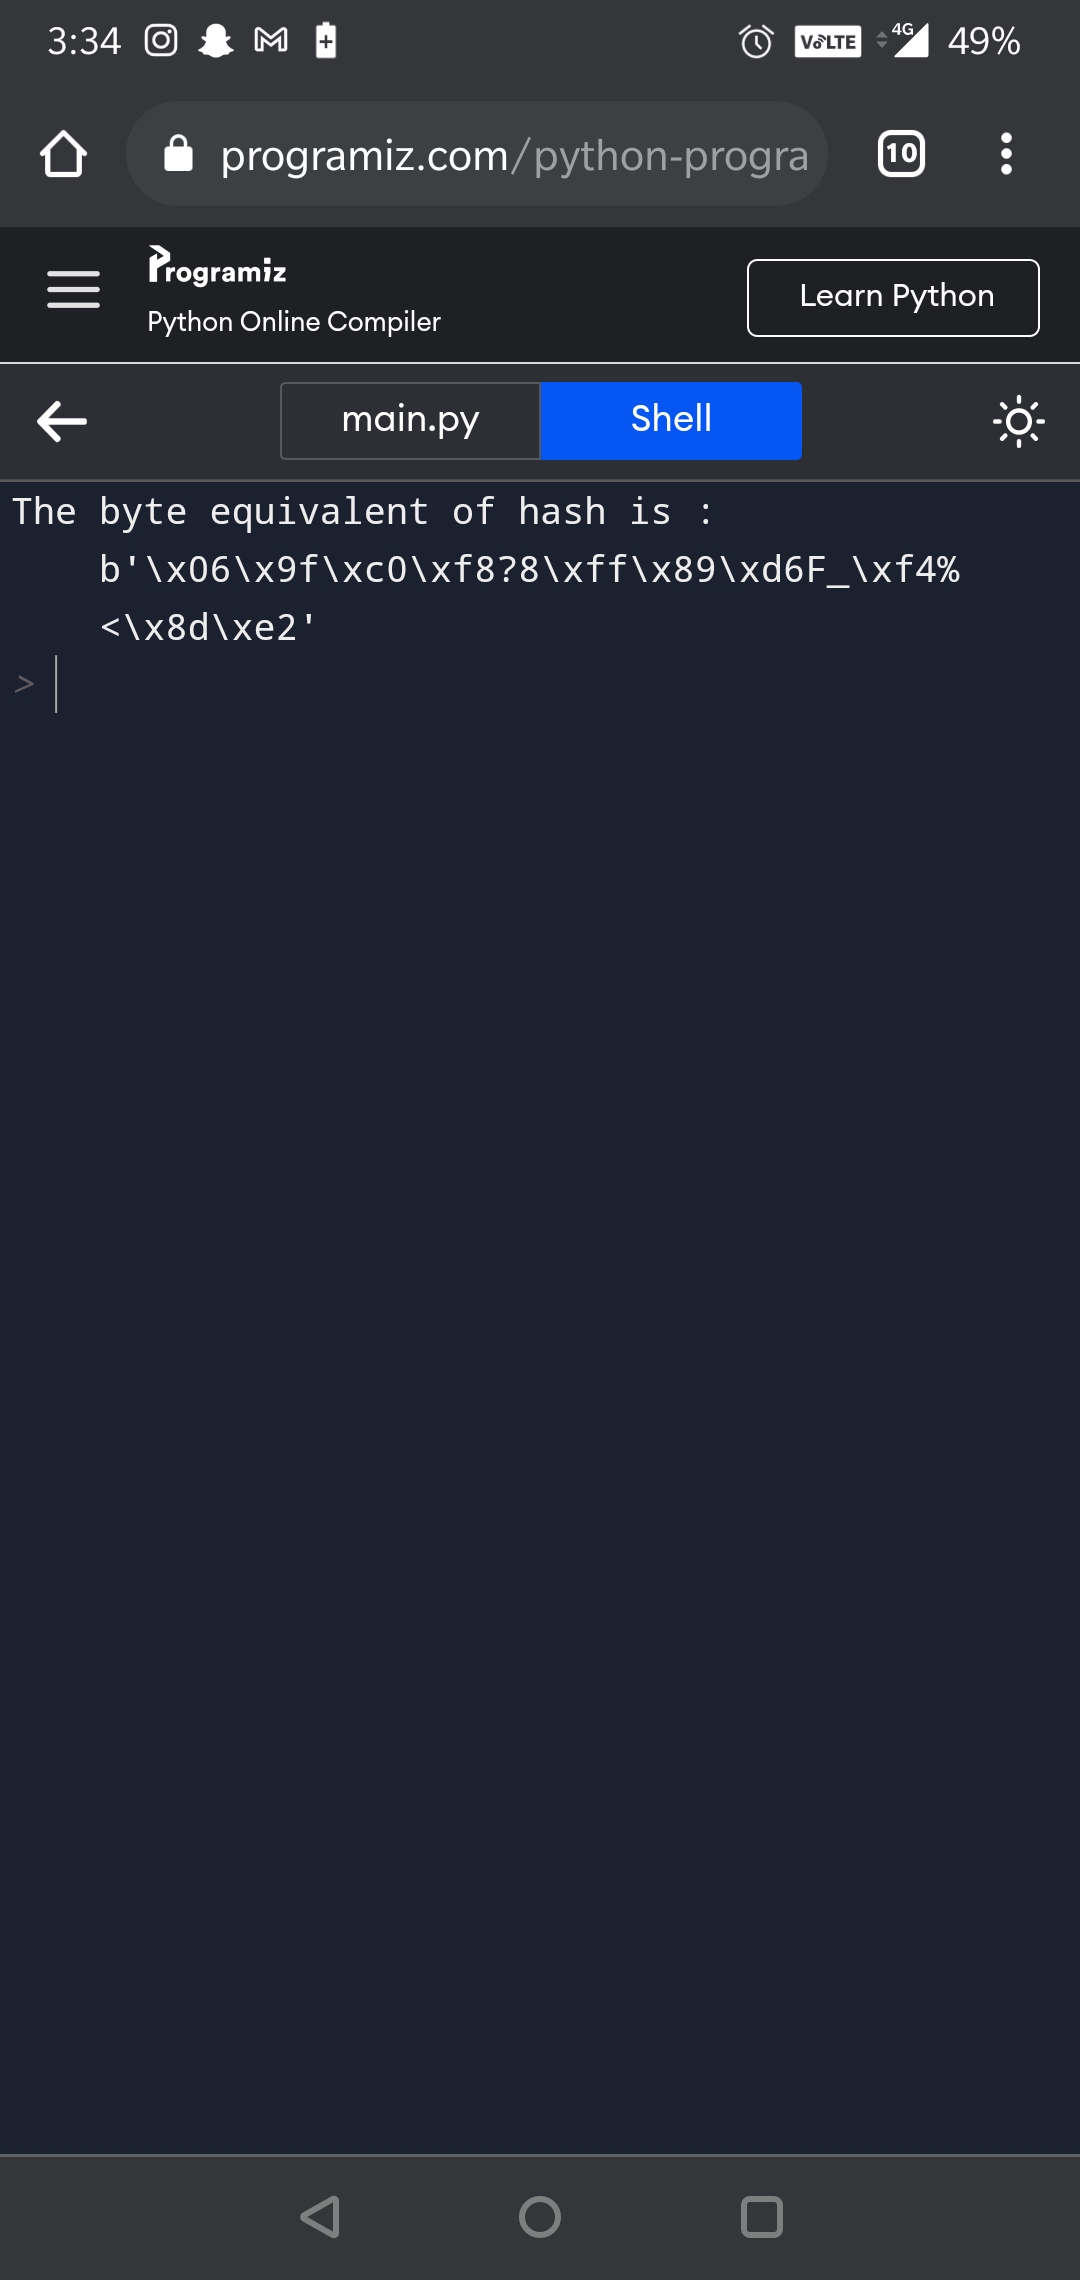 3:34 VoLTE 4G 49%
programiz.com/python-progra 10
Programiz
Python Online Compiler
Learn Python
main.py Shell
The byte equivalent of hash is :
b'\x06\x9f\xc0\xf8?8\xff\x89\xd6F_\xf4%
<\x8d\xe2'
>